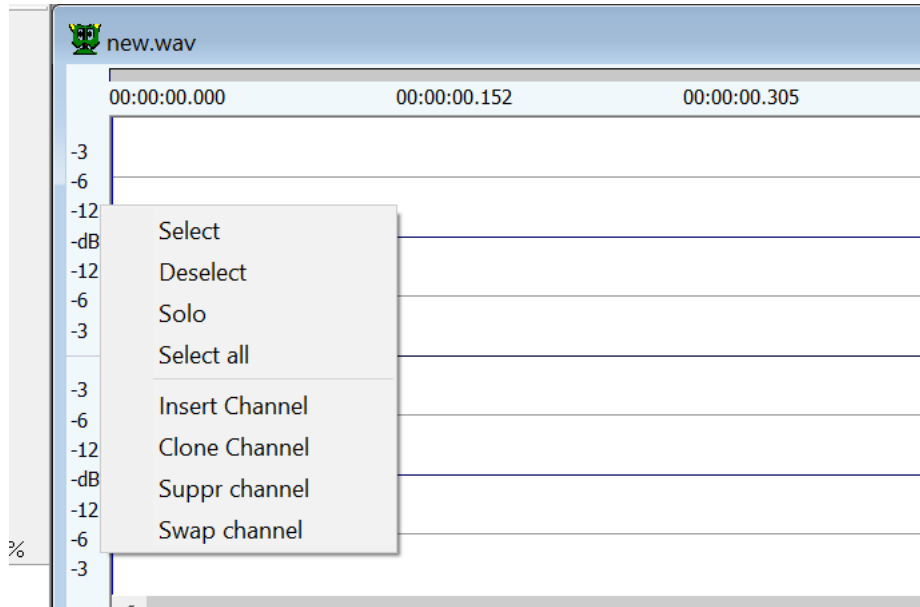 new.wav
00:00:00.000 00:00:00.152 00:00:00.305
-3
-6
-12
-dB
-12
-6
-3
-3
-6
-12
-dB
-12
-6
-3
Select
Deselect
Solo
Select all
Insert Channel
Clone Channel
Suppr channel
Swap channel
%